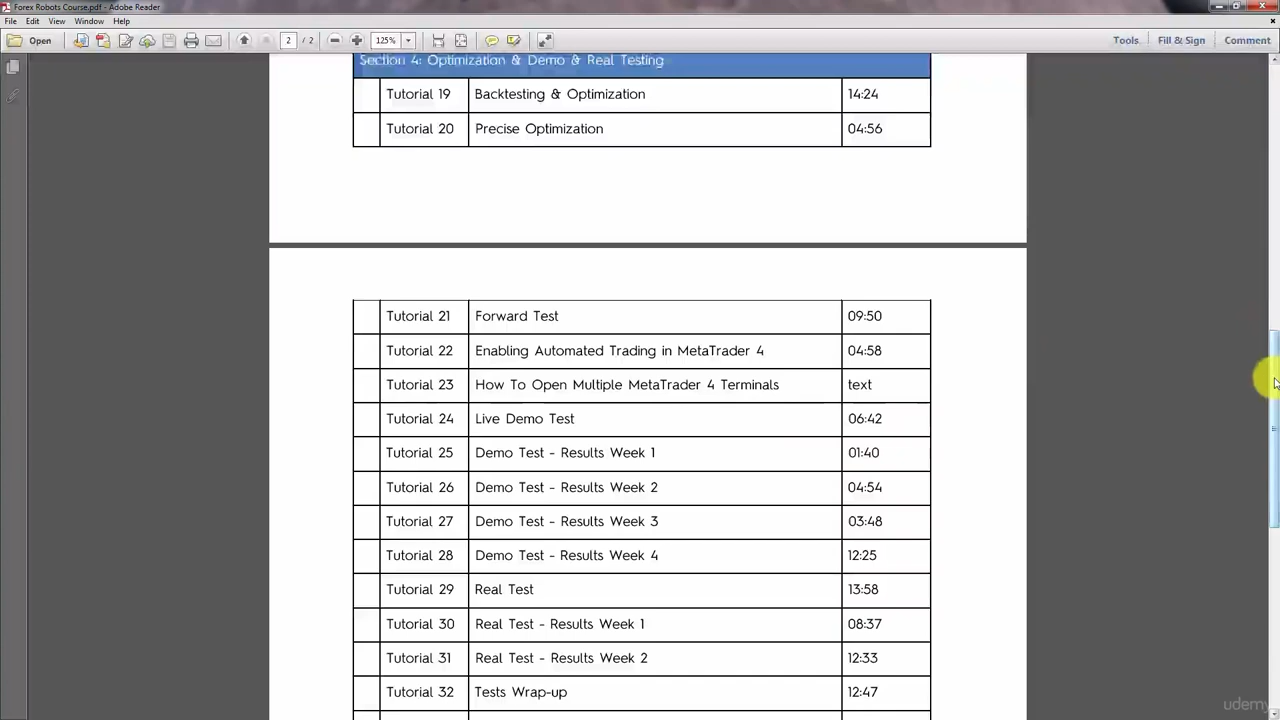 Forex Robots Course.pdf - Adobe Reader
File Edit View Window Help
Open 2 / 2 125% Tools Fill & Sign Comment
Section 4: Optimization & Demo & Real Testing
Tutorial 19 Backtesting & Optimization 14:24
Tutorial 20 Precise Optimization 04:56
Tutorial 21 Forward Test 09:50
Tutorial 22 Enabling Automated Trading in MetaTrader 4 04:58
Tutorial 23 How To Open Multiple MetaTrader 4 Terminals text
Tutorial 24 Live Demo Test 06:42
Tutorial 25 Demo Test - Results Week 1 01:40
Tutorial 26 Demo Test - Results Week 2 04:54
Tutorial 27 Demo Test - Results Week 3 03:48
Tutorial 28 Demo Test - Results Week 4 12:25
Tutorial 29 Real Test 13:58
Tutorial 30 Real Test - Results Week 1 08:37
Tutorial 31 Real Test - Results Week 2 12:33
Tutorial 32 Tests Wrap-up 12:47
udemy